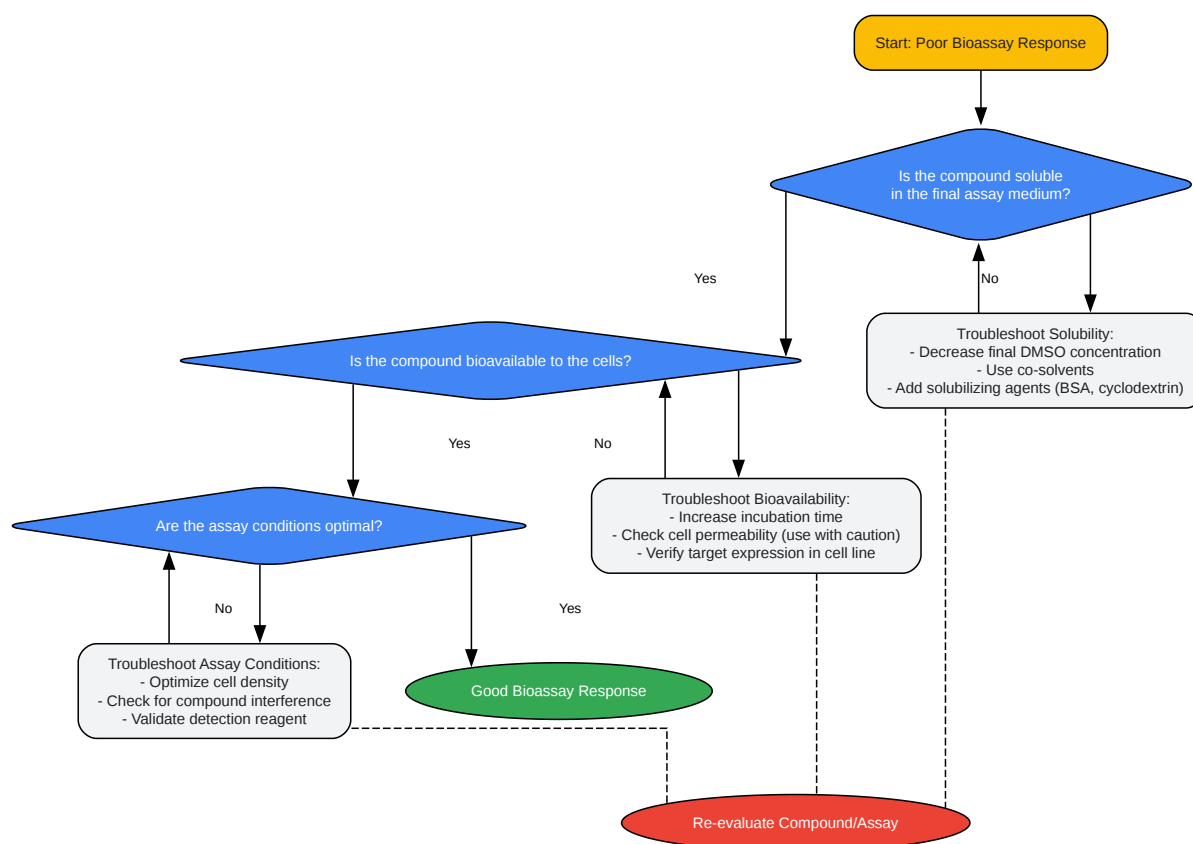 Start: Poor Bioassay Response
Is the compound soluble
in the final assay medium?
Yes
No
Troubleshoot Solubility:
- Decrease final DMSO concentration
- Use co-solvents
- Add solubilizing agents (BSA, cyclodextrin)
Is the compound bioavailable to the cells?
Yes
No
Troubleshoot Bioavailability:
- Increase incubation time
- Check cell permeability (use with caution)
- Verify target expression in cell line
Are the assay conditions optimal?
No
Yes
Troubleshoot Assay Conditions:
- Optimize cell density
- Check for compound interference
- Validate detection reagent
Good Bioassay Response
Re-evaluate Compound/Assay